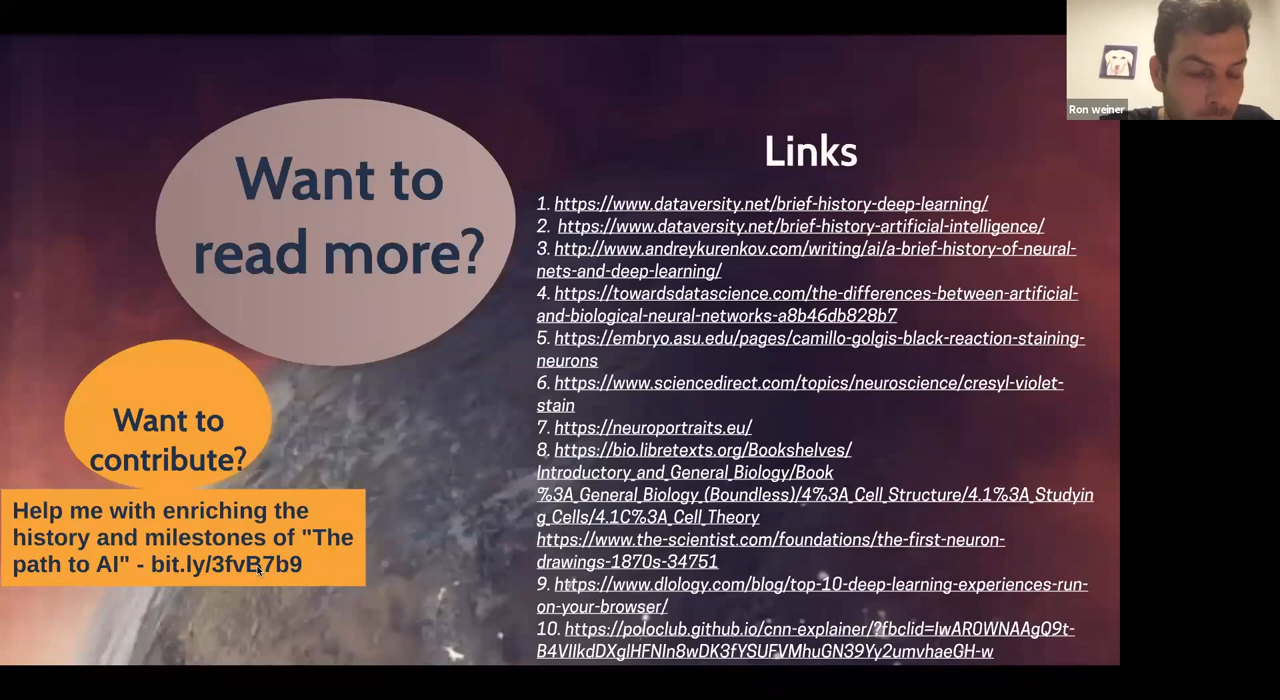 Want to
read more?
Want to
contribute?
Help me with enriching the
history and milestones of "The
path to AI" - bit.ly/3fvB7b9
Links
1. https://www.dataversity.net/brief-history-deep-learning/
2. https://www.dataversity.net/brief-history-artificial-intelligence/
3. http://www.andreykurenkov.com/writing/ai/a-brief-history-of-neural-
nets-and-deep-learning/
4. https://towardsdatascience.com/the-differences-between-artificial-
and-biological-neural-networks-a8b46db828b7
5. https://embryo.asu.edu/pages/camillo-golgis-black-reaction-staining-
neurons
6. https://www.sciencedirect.com/topics/neuroscience/cresyl-violet-
stain
7. https://neuroportraits.eu/
8. https://bio.libretexts.org/Bookshelves/
Introductory_and_General_Biology/Book
%3A_General_Biology_(Boundless)/4%3A_Cell_Structure/4.1%3A_Studyin
g_Cells/4.1C%3A_Cell_Theory
https://www.the-scientist.com/foundations/the-first-neuron-
drawings-1870s-34751
9. https://www.dlology.com/blog/top-10-deep-learning-experiences-run-
on-your-browser/
10. https://poloclub.github.io/cnn-explainer/?fbclid=IwAR0WNAAgQ9t-
B4VIIkdDXglHFNIn8wDK3fYSUFVMhuGN39Yy2umvhaeGH-w
Ron weiner